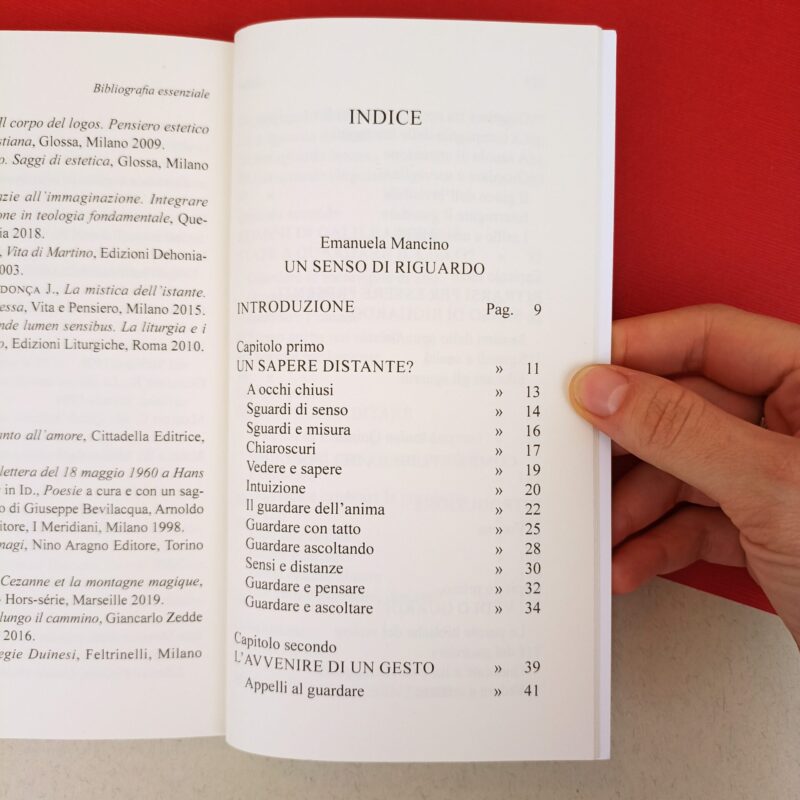 Bibliografia essenziale
Il corpo del logos. Pensiero estetico
stiana, Glossa, Milano 2009.
o. Saggi di estetica, Glossa, Milano
zie all'immaginazione. Integrare
one in teologia fondamentale, Que-
ia 2018.
, Vita di Martino, Edizioni Dehonia-
003.
DONÇA J., La mistica dell'istante.
essa, Vita e Pensiero, Milano 2015.
nde lumen sensibus. La liturgia e i
o, Edizioni Liturgiche, Roma 2010.
anto all'amore, Cittadella Editrice,
lettera del 18 maggio 1960 a Hans
in ID., Poesie a cura e con un sag-
o di Giuseppe Bevilacqua, Arnoldo
itore, I Meridiani, Milano 1998.
nagi, Nino Aragno Editore, Torino
Cezanne et la montagne magique,
- Hors-série, Marseille 2019.
lungo il cammino, Giancarlo Zedde
2016.
egie Duinesi, Feltrinelli, Milano
INDICE
Emanuela Mancino
UN SENSO DI RIGUARDO
INTRODUZIONE Pag. 9
Capitolo primo
UN SAPERE DISTANTE? » 11
A occhi chiusi » 13
Sguardi di senso » 14
Sguardi e misura » 16
Chiaroscuri » 17
Vedere e sapere » 19
Intuizione » 20
Il guardare dell'anima » 22
Guardare con tatto » 25
Guardare ascoltando » 28
Sensi e distanze » 30
Guardare e pensare » 32
Guardare e ascoltare » 34
Capitolo secondo
L'AVVENIRE DI UN GESTO » 39
Appelli al guardare » 41